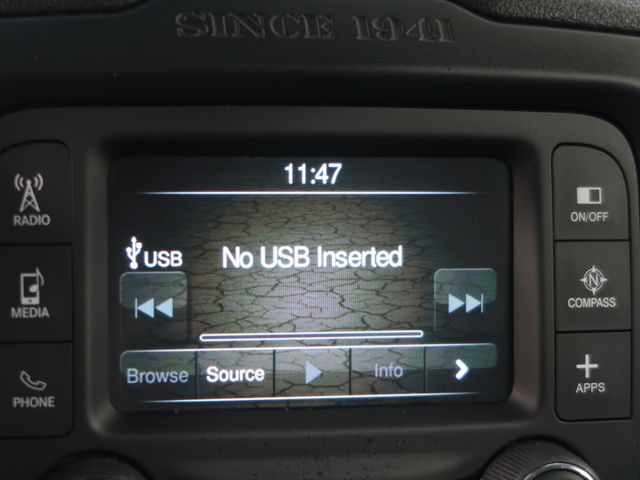 SINCE 1941
11:47
RADIO
ON/OFF
USB
No USB Inserted
MEDIA
N
COMPASS
Browse
Source
Info
PHONE
APPS